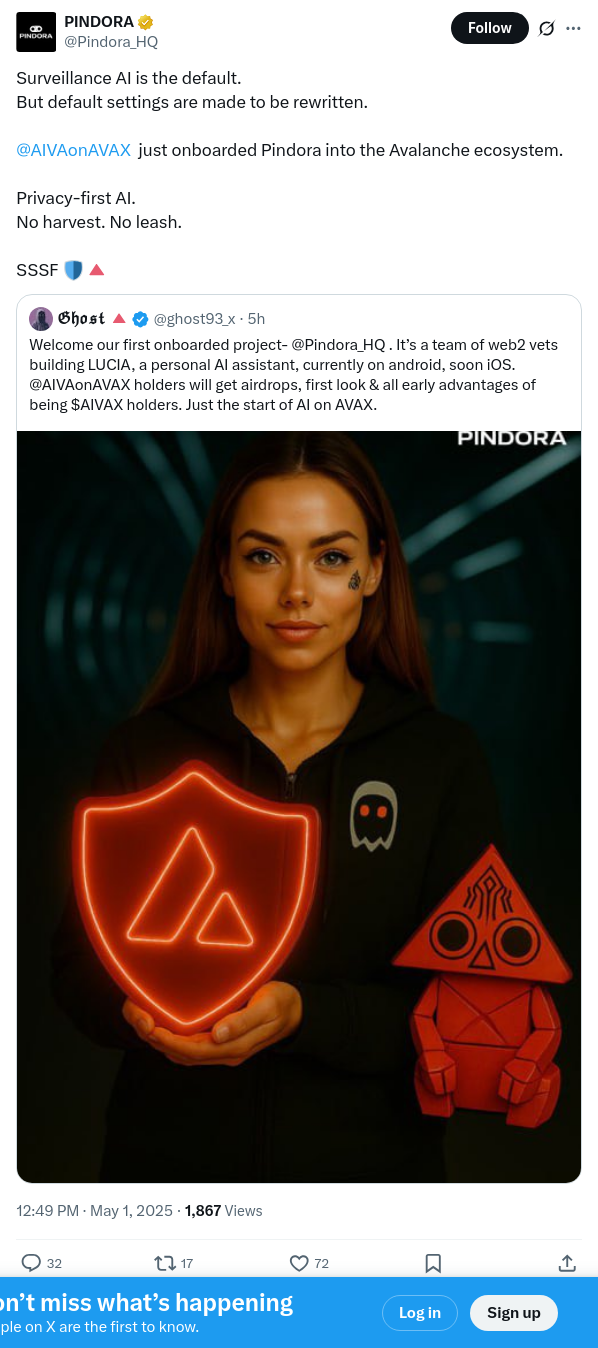 PINDORA
PINDORA
@Pindora_HQ
Follow
Surveillance AI is the default.
But default settings are made to be rewritten.
@AIVAonAVAX just onboarded Pindora into the Avalanche ecosystem.
Privacy-first AI.
No harvest. No leash.
SSSF 🛡️🔺
𝕲𝖍𝖔𝖘𝖙 🔺 @ghost93_x · 5h
Welcome our first onboarded project- @Pindora_HQ . It’s a team of web2 vets
building LUCIA, a personal AI assistant, currently on android, soon iOS.
@AIVAonAVAX holders will get airdrops, first look & all early advantages of
being $AIVAX holders. Just the start of AI on AVAX.
PINDORA
12:49 PM · May 1, 2025 · 1,867 Views
32 17 72
on’t miss what’s happening
ple on X are the first to know.
Log in
Sign up